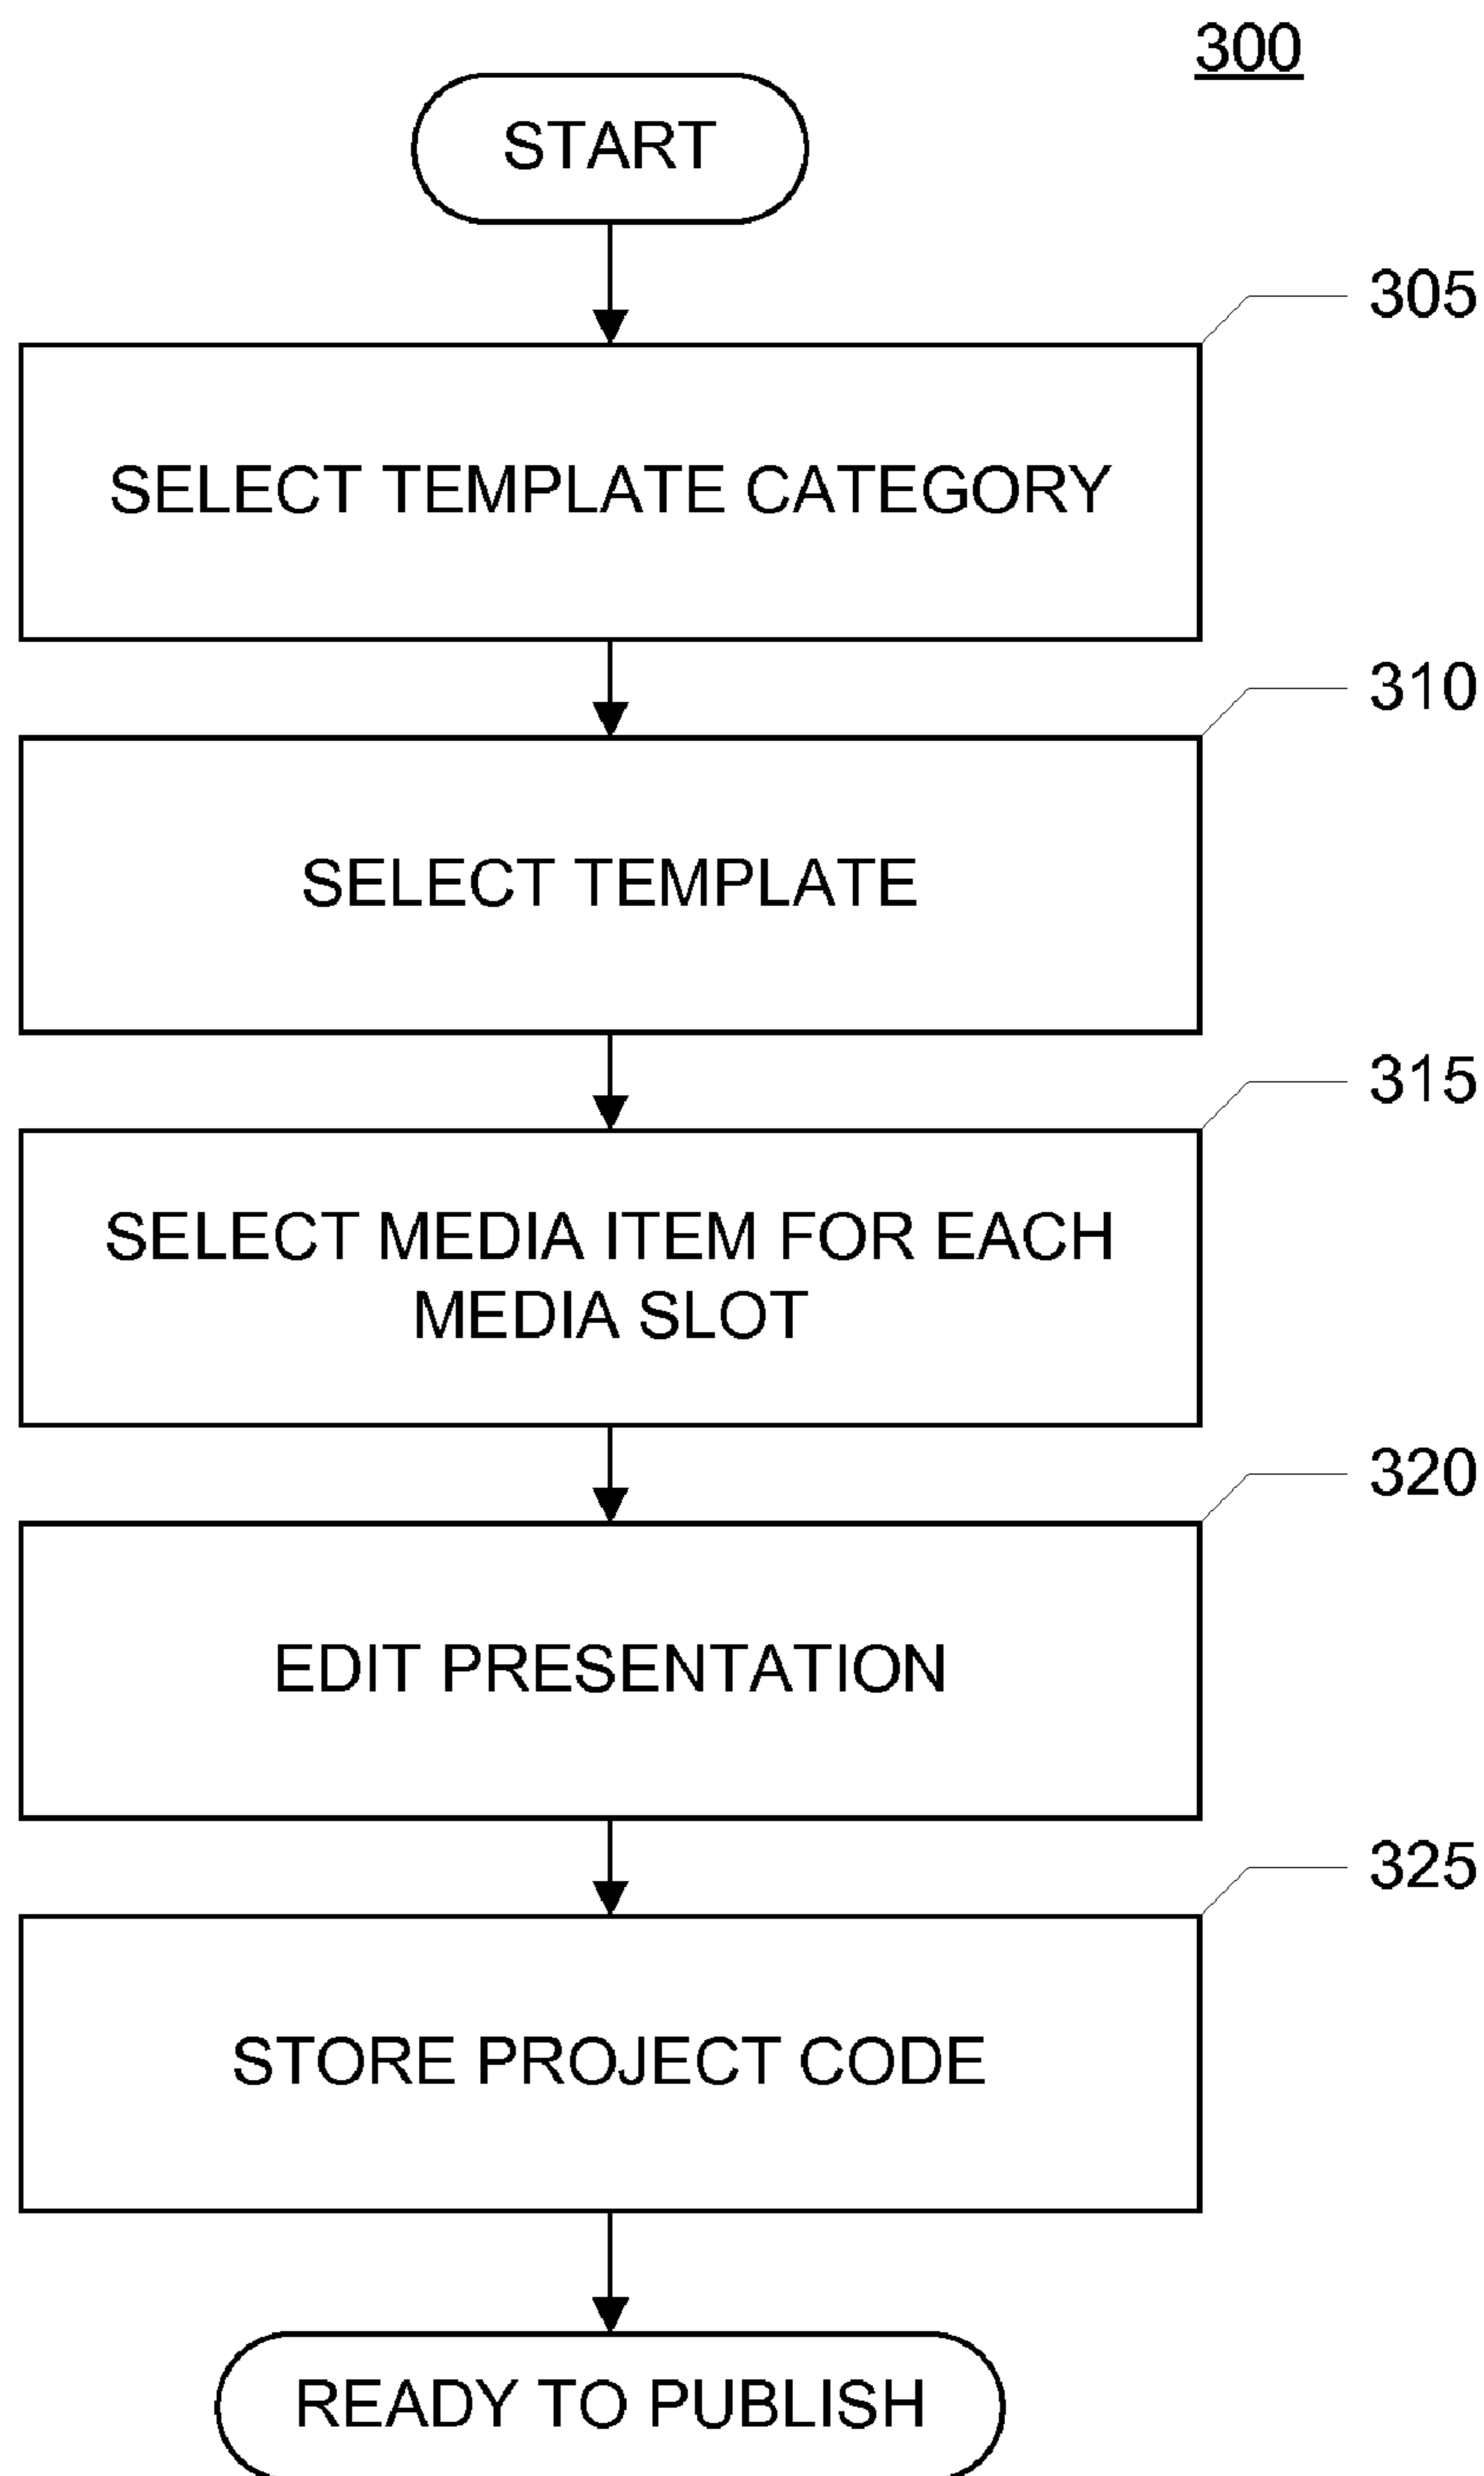 300
START
305
SELECT TEMPLATE CATEGORY
310
SELECT TEMPLATE
315
SELECT MEDIA ITEM FOR EACH
MEDIA SLOT
320
EDIT PRESENTATION
325
STORE PROJECT CODE
READY TO PUBLISH